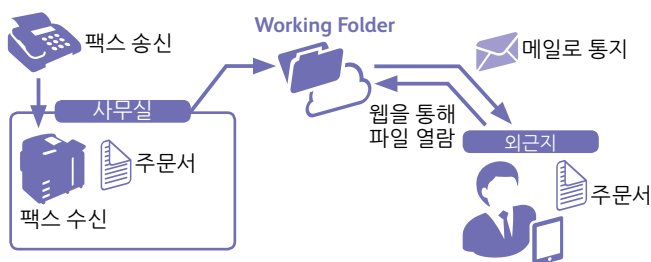 팩스 송신
Working Folder
메일로 통지
사무실
웹을 통해
파일 열람
외근지
주문서
팩스 수신
주문서